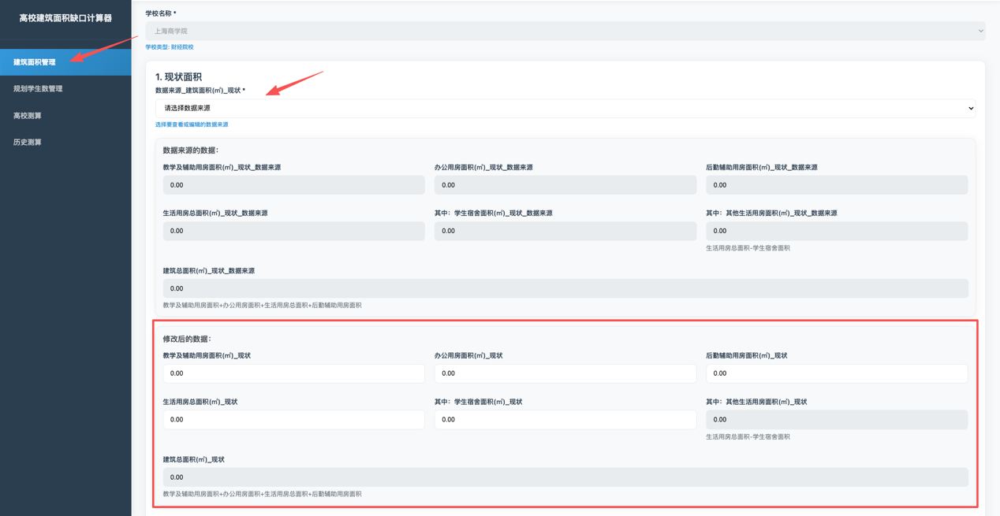 高校建筑面积缺口计算器
建筑面积管理
规划学生数管理
高校测算
历史测算
学校名称 *
上海商学院
学校类型: 财经院校
1. 现状面积
数据来源_建筑面积(㎡)_现状 *
请选择数据来源
选择要查看或编辑的数据来源
数据来源的数据：
教学及辅助用房面积(㎡)_现状_数据来源
办公用房面积(㎡)_现状_数据来源
后勤辅助用房面积(㎡)_现状_数据来源
0.00
0.00
0.00
生活用房总面积(㎡)_现状_数据来源
其中：学生宿舍面积(㎡)_现状_数据来源
其中：其他生活用房面积(㎡)_现状_数据来源
0.00
0.00
0.00
生活用房总面积-学生宿舍面积
建筑总面积(㎡)_现状_数据来源
0.00
教学及辅助用房面积+办公用房面积+生活用房总面积+后勤辅助用房面积
修改后的数据：
教学及辅助用房面积(㎡)_现状
办公用房面积(㎡)_现状
后勤辅助用房面积(㎡)_现状
0.00
0.00
0.00
生活用房总面积(㎡)_现状
其中：学生宿舍面积(㎡)_现状
其中：其他生活用房面积(㎡)_现状
0.00
0.00
0.00
生活用房总面积-学生宿舍面积
建筑总面积(㎡)_现状
0.00
教学及辅助用房面积+办公用房面积+生活用房总面积+后勤辅助用房面积